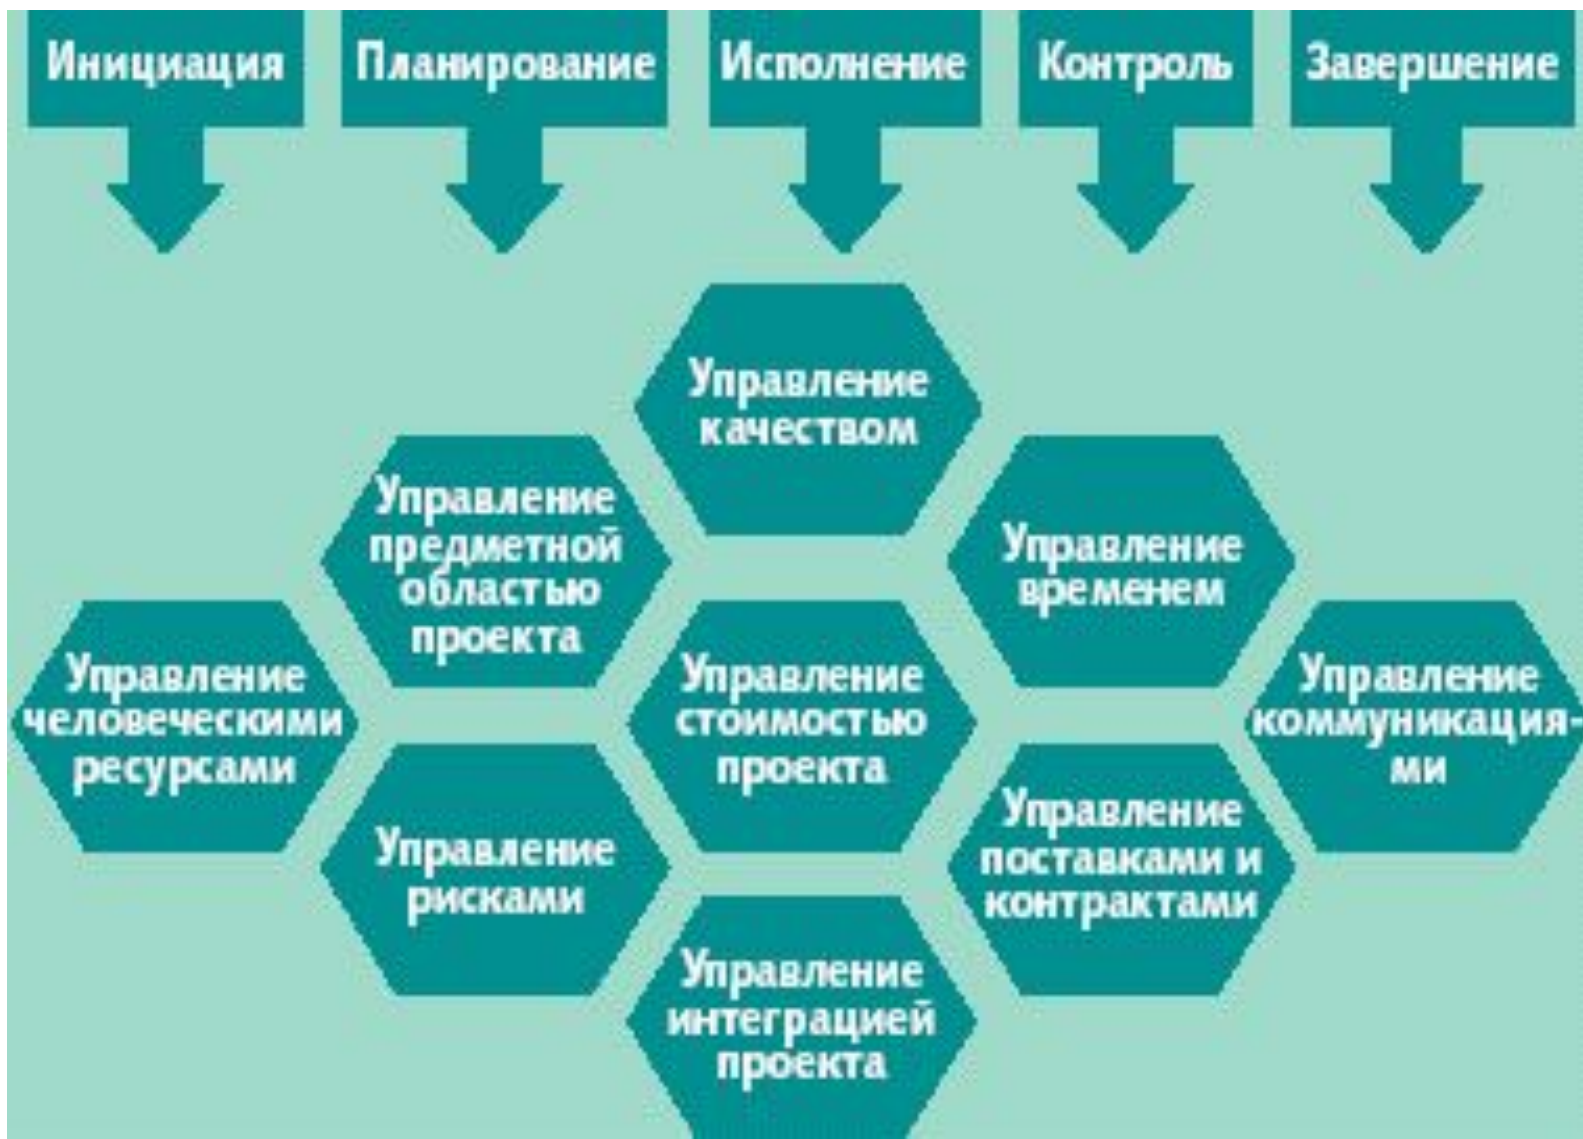 Инициация
Планирование
Исполнение
Контроль
Завершение
Управление
качеством
Управление
предметной
областью
проекта
Управление
временем
Управление
человеческими
ресурсами
Управление
стоимостью
проекта
Управление
коммуникация-
ми
Управление
рисками
Управление
поставками и
контрактами
Управление
интеграцией
проекта